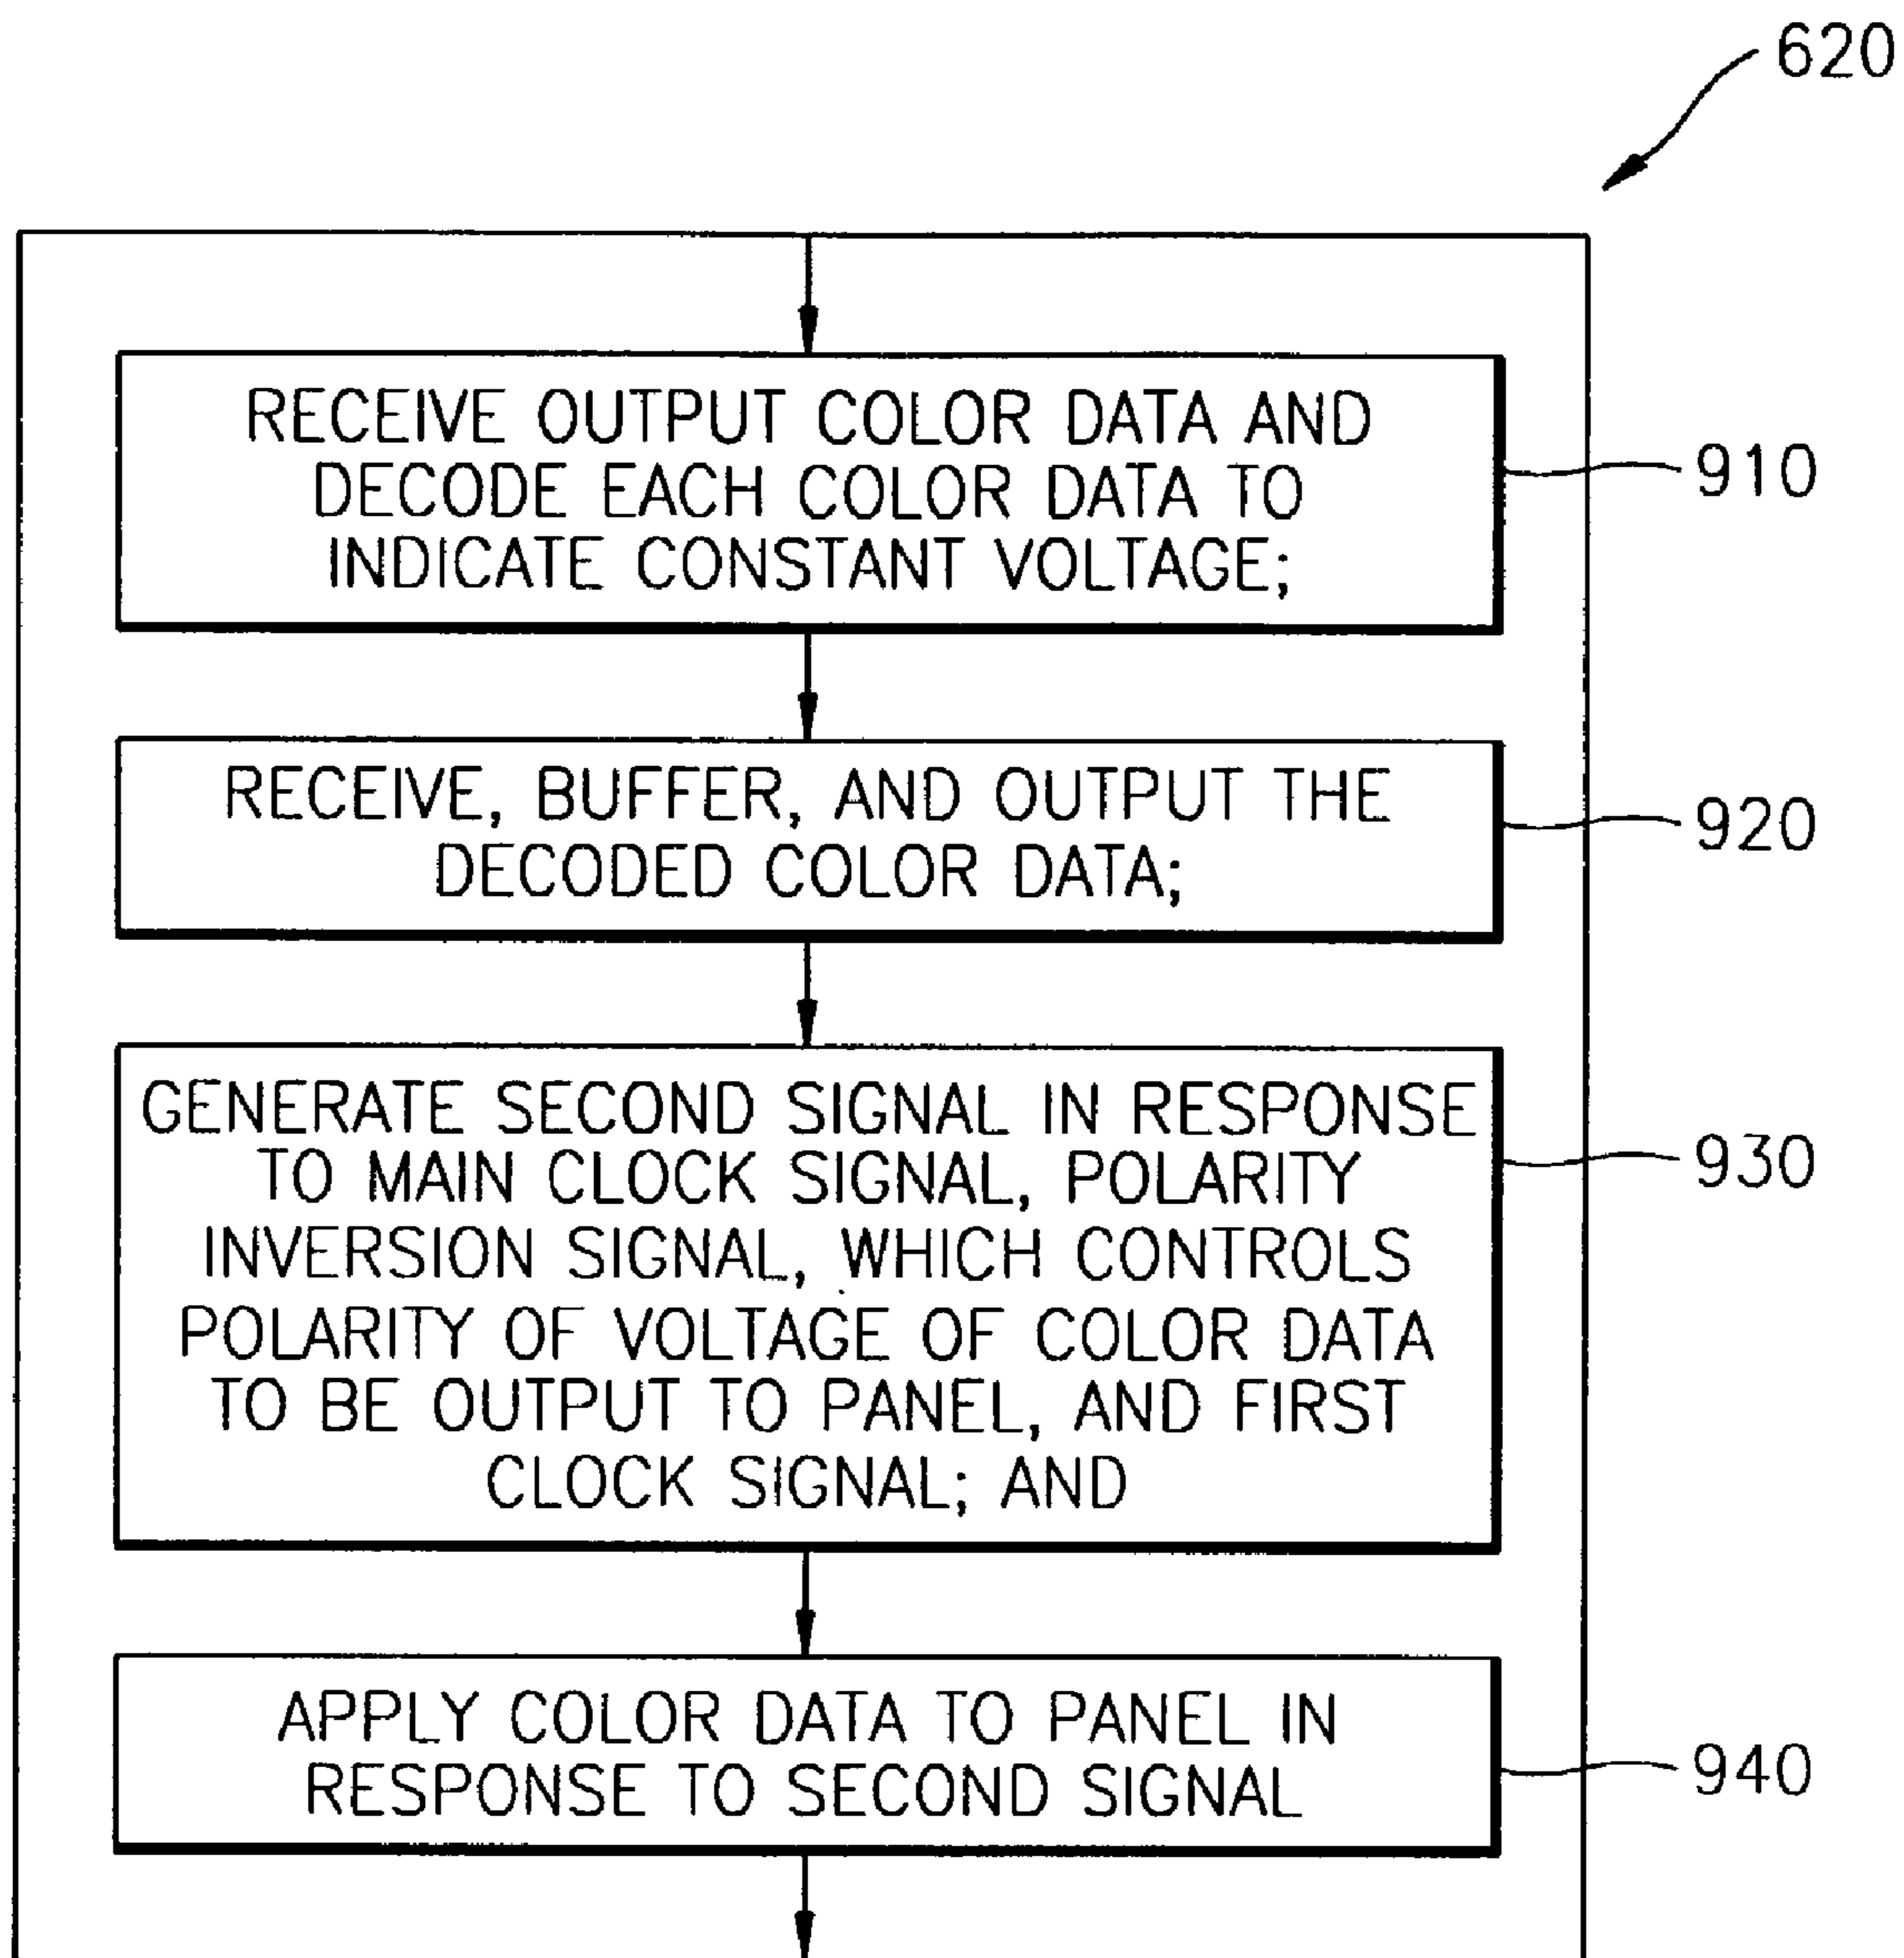 620
RECEIVE OUTPUT COLOR DATA AND
DECODE EACH COLOR DATA TO
INDICATE CONSTANT VOLTAGE;
910
RECEIVE, BUFFER, AND OUTPUT THE
DECODED COLOR DATA;
920
GENERATE SECOND SIGNAL IN RESPONSE
TO MAIN CLOCK SIGNAL, POLARITY
INVERSION SIGNAL, WHICH CONTROLS
POLARITY OF VOLTAGE OF COLOR DATA
TO BE OUTPUT TO PANEL, AND FIRST
CLOCK SIGNAL; AND
930
APPLY COLOR DATA TO PANEL IN
RESPONSE TO SECOND SIGNAL
940